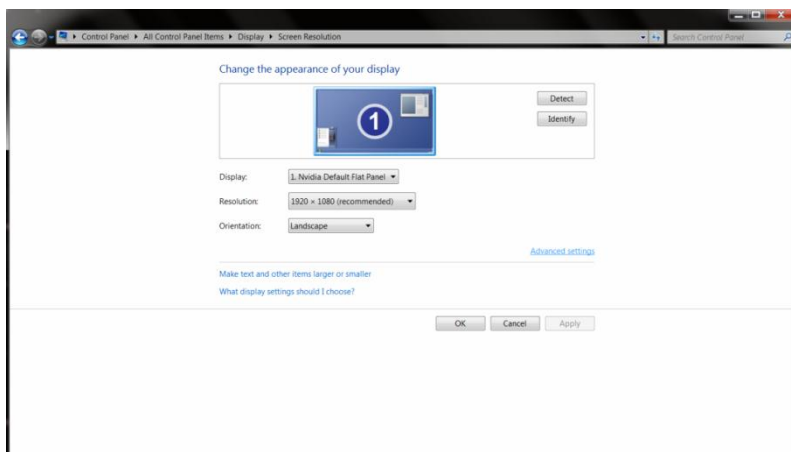 Control Panel ▸ All Control Panel Items ▸ Display ▸ Screen Resolution
Search Control Panel
Change the appearance of your display
1
Detect
Identify
Display: 1. Nvidia Default Flat Panel
Resolution: 1920 × 1080 (recommended)
Orientation: Landscape
Advanced settings
Make text and other items larger or smaller
What display settings should I choose?
OK Cancel Apply